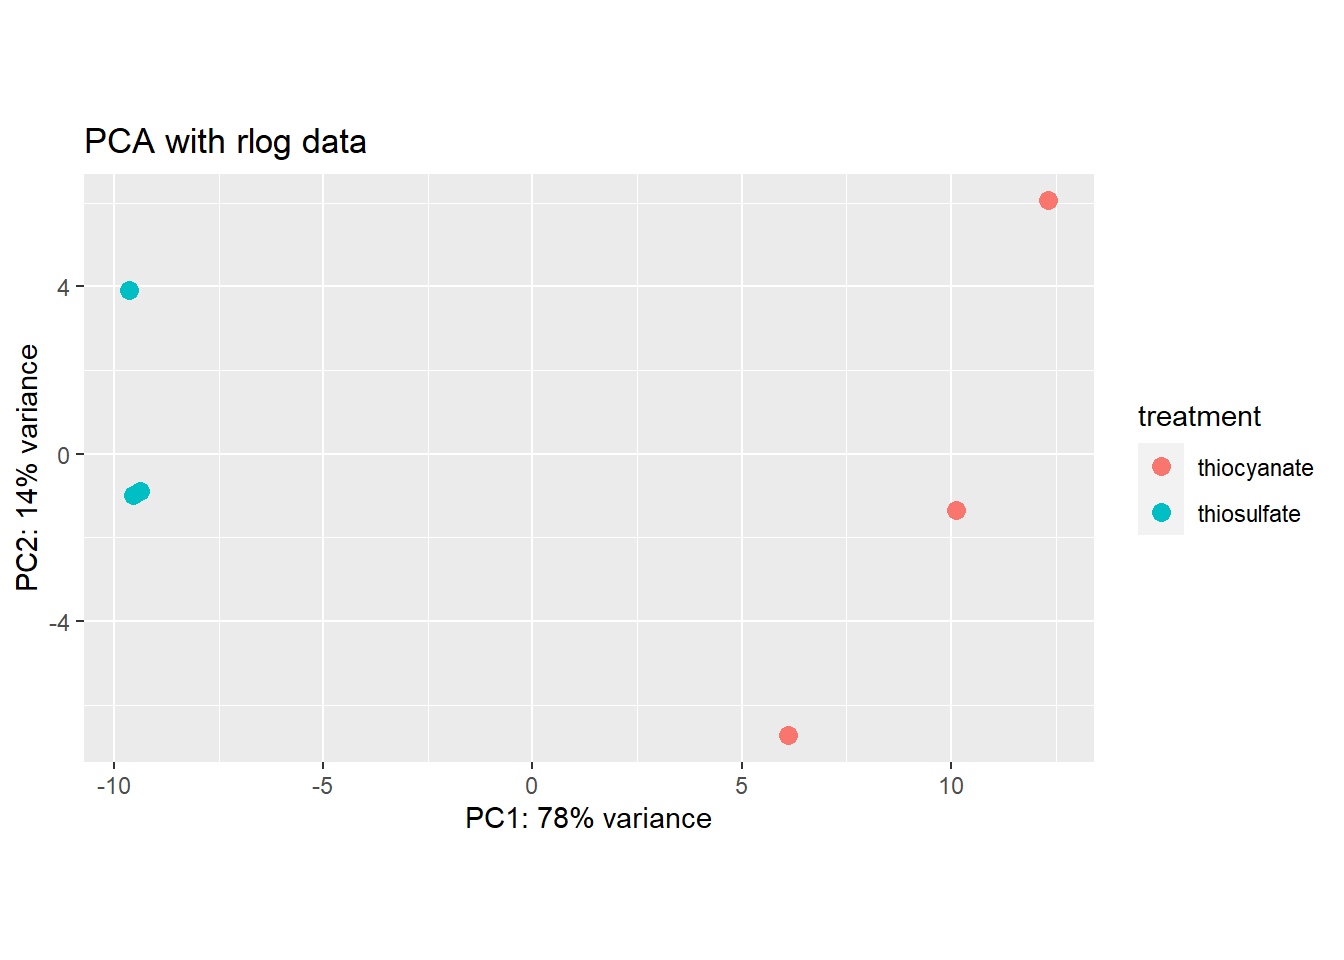 PCA with rlog data
4
0
-4
PC2: 14% variance
-10
-5
0
5
10
PC1: 78% variance
treatment
thiocyanate
thiosulfate